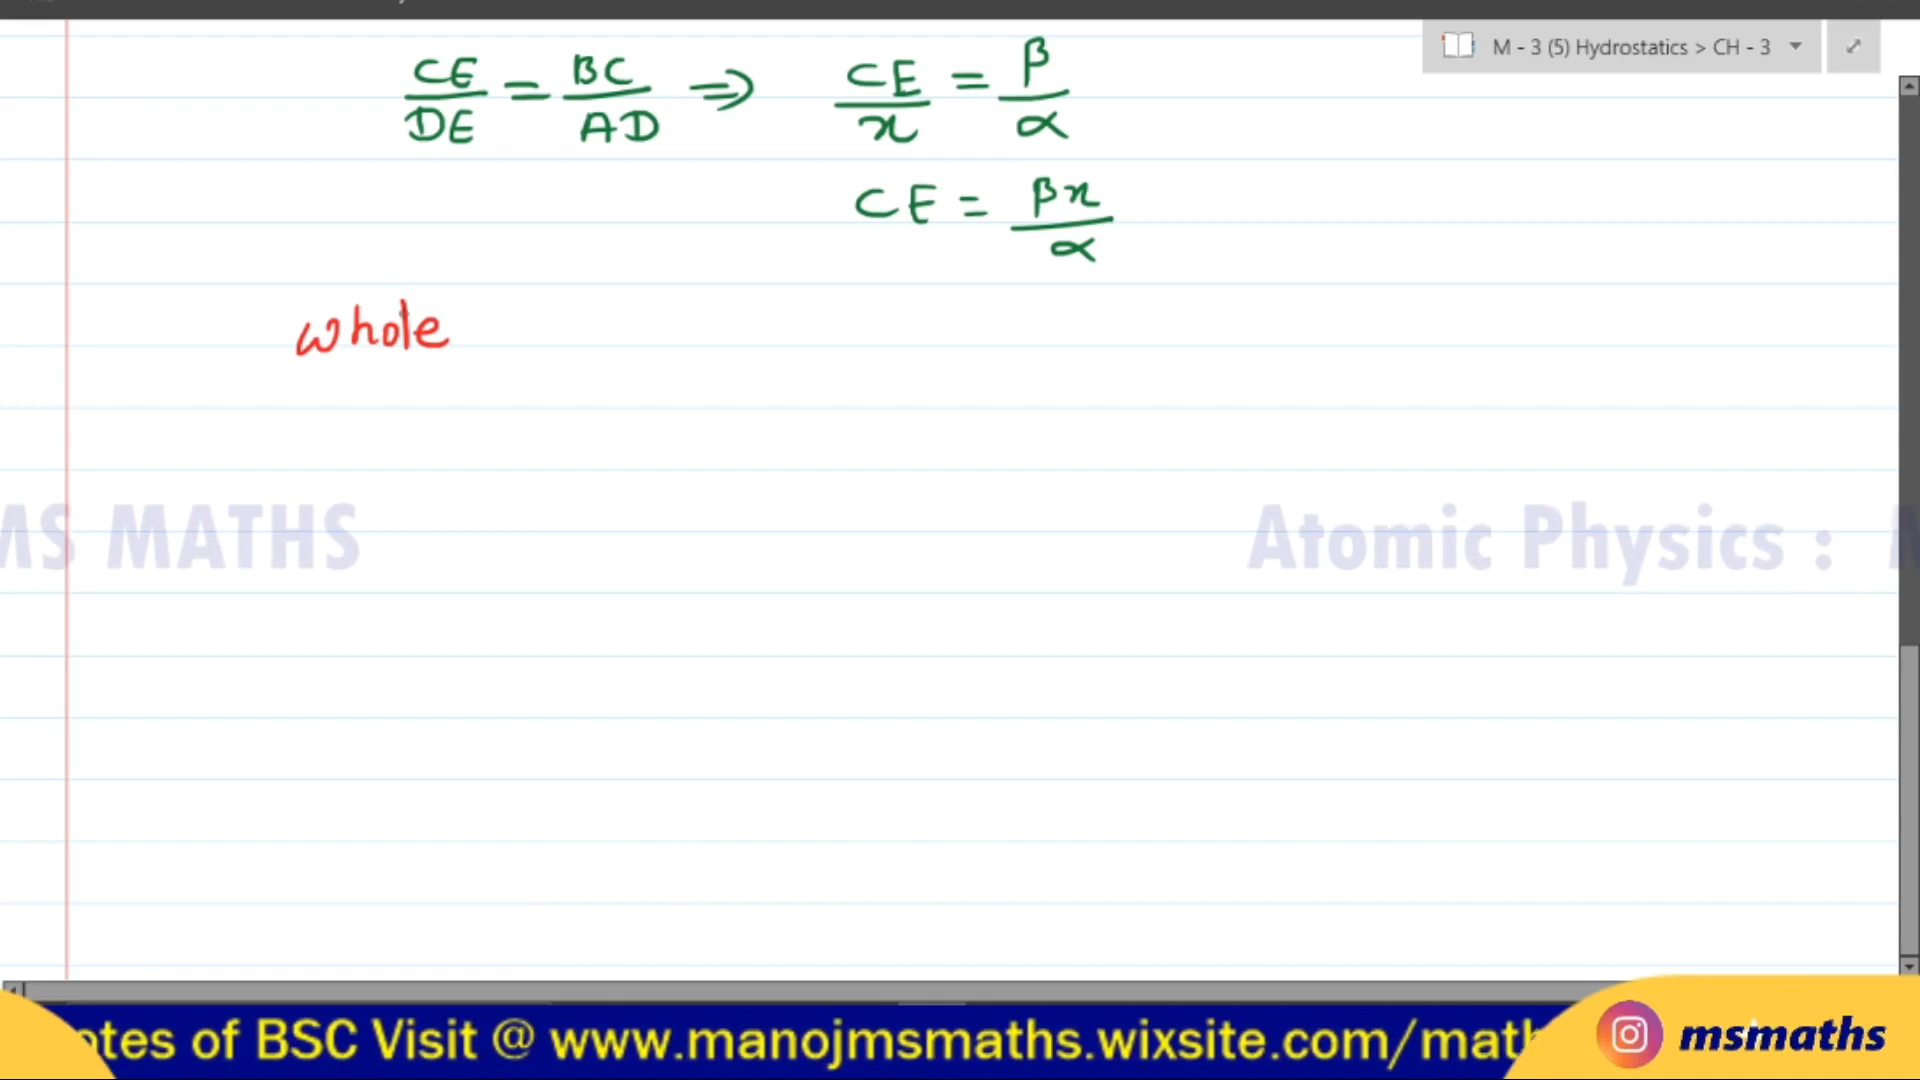 M - 3 (5) Hydrostatics > CH - 3
CE/DE = BC/AD ⇒ CE/x = β/α
CE = βx/α
whole
MS MATHS Atomic Physics :
otes of BSC Visit @ www.manojmsmaths.wixsite.com/math
msmaths